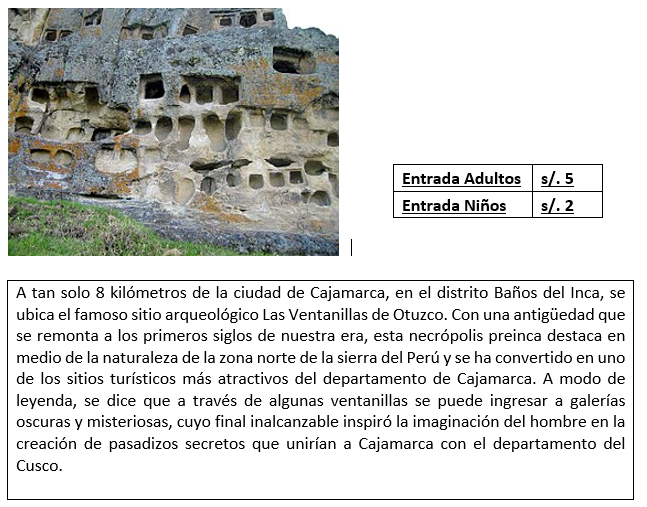 Entrada Adultos s/. 5
Entrada Niños s/. 2
A tan solo 8 kilómetros de la ciudad de Cajamarca, en el distrito Baños del Inca, se
ubica el famoso sitio arqueológico Las Ventanillas de Otuzco. Con una antigüedad que
se remonta a los primeros siglos de nuestra era, esta necrópolis preinca destaca en
medio de la naturaleza de la zona norte de la sierra del Perú y se ha convertido en uno
de los sitios turísticos más atractivos del departamento de Cajamarca. A modo de
leyenda, se dice que a través de algunas ventanillas se puede ingresar a galerías
oscuras y misteriosas, cuyo final inalcanzable inspiró la imaginación del hombre en la
creación de pasadizos secretos que unirían a Cajamarca con el departamento del
Cusco.